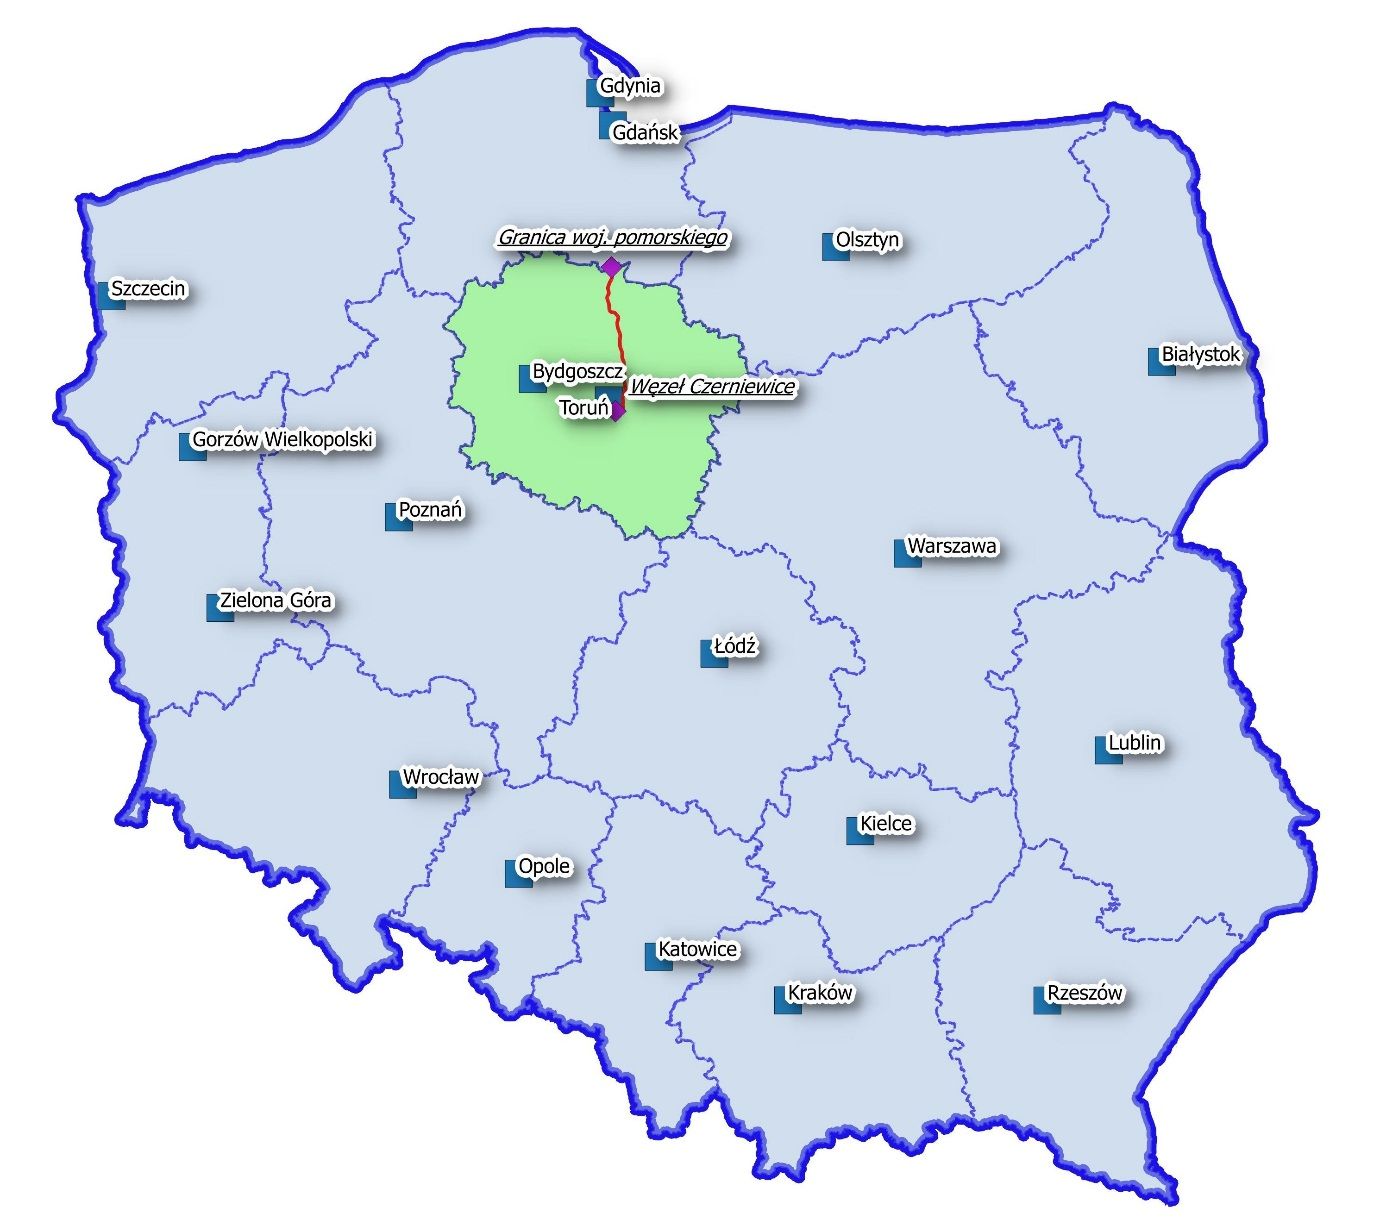 Gdynia
Gdańsk
Granica woj. pomorskiego
Olsztyn
Szczecin
Białystok
Bydgoszcz
Węzeł Czerniewice
Toruń
Gorzów Wielkopolski
Poznań
Warszawa
Zielona Góra
Łódź
Lublin
Wrocław
Kielce
Opole
Katowice
Kraków
Rzeszów